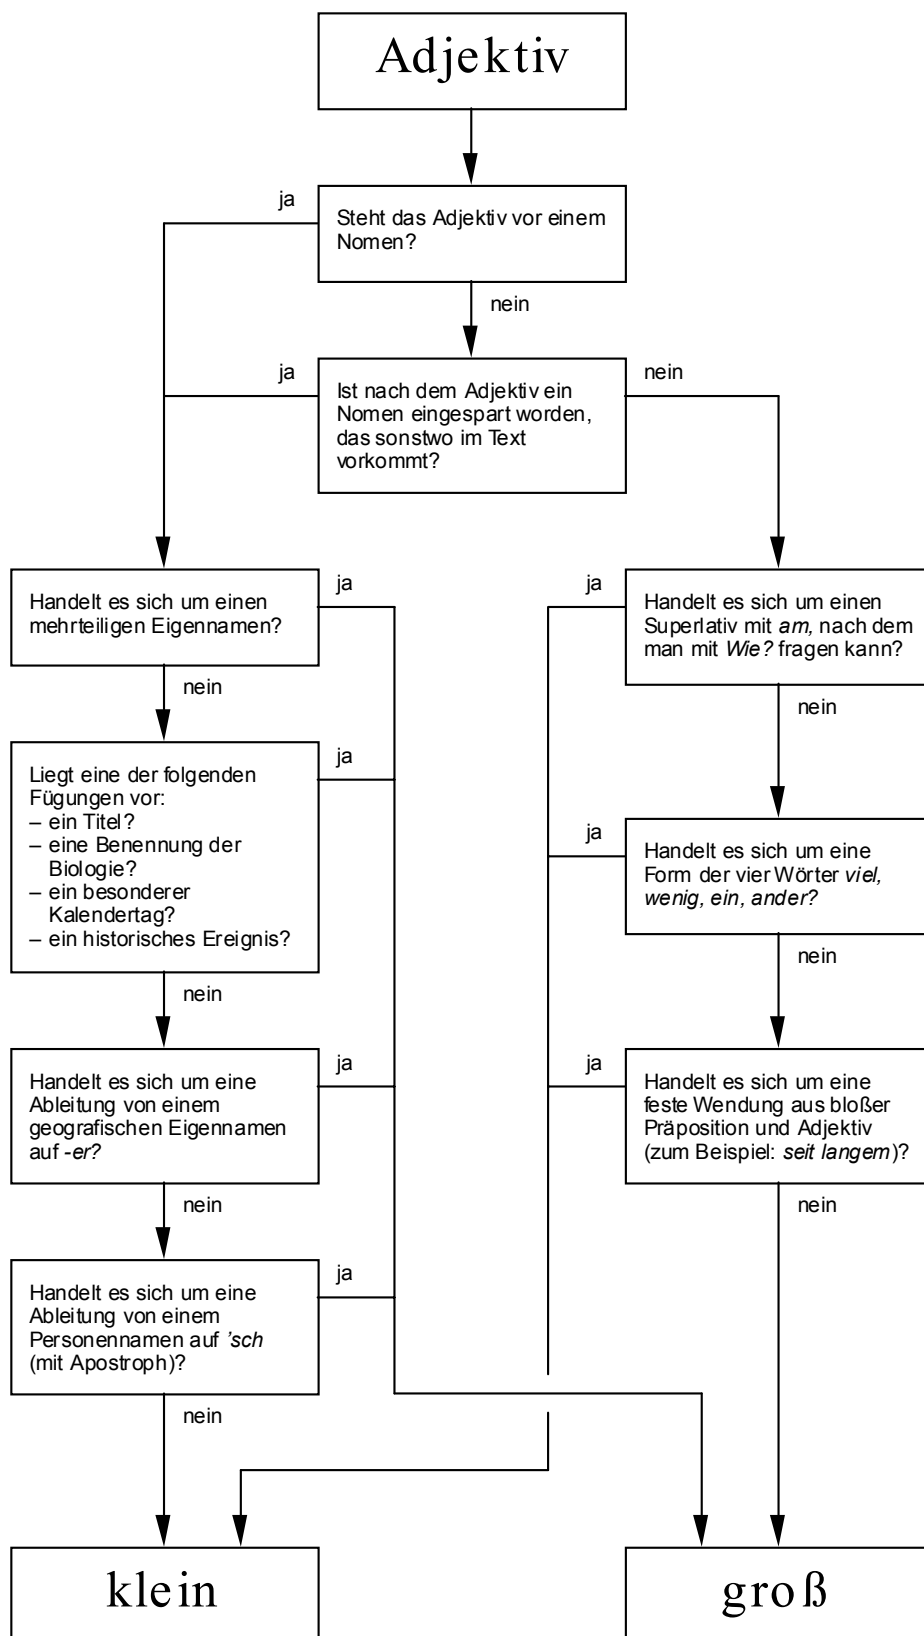 Adjektiv
ja
Steht das Adjektiv vor einem
Nomen?
nein
ja
Ist nach dem Adjektiv ein
Nomen eingespart worden,
das sonstwo im Text
vorkommt?
nein
Handelt es sich um einen
mehrteiligen Eigennamen?
ja
nein
Liegt eine der folgenden
Fügungen vor:
– ein Titel?
– eine Benennung der
Biologie?
– ein besonderer
Kalendertag?
– ein historisches Ereignis?
ja
nein
Handelt es sich um eine
Ableitung von einem
geografischen Eigennamen
auf -er?
ja
nein
Handelt es sich um eine
Ableitung von einem
Personennamen auf ’sch
(mit Apostroph)?
ja
nein
klein
ja
Handelt es sich um einen
Superlativ mit am, nach dem
man mit Wie? fragen kann?
nein
ja
Handelt es sich um eine
Form der vier Wörter viel,
wenig, ein, ander?
nein
ja
Handelt es sich um eine
feste Wendung aus bloßer
Präposition und Adjektiv
(zum Beispiel: seit langem)?
nein
groß